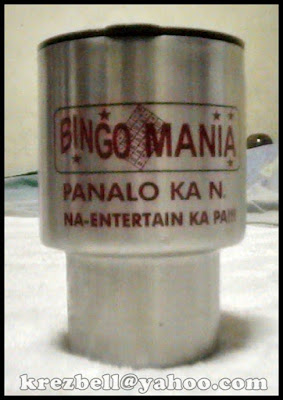 BINGO MANIA
PANALO KA N.
NA-ENTERTAIN KA PA!!!
krezbell@yahoo.com